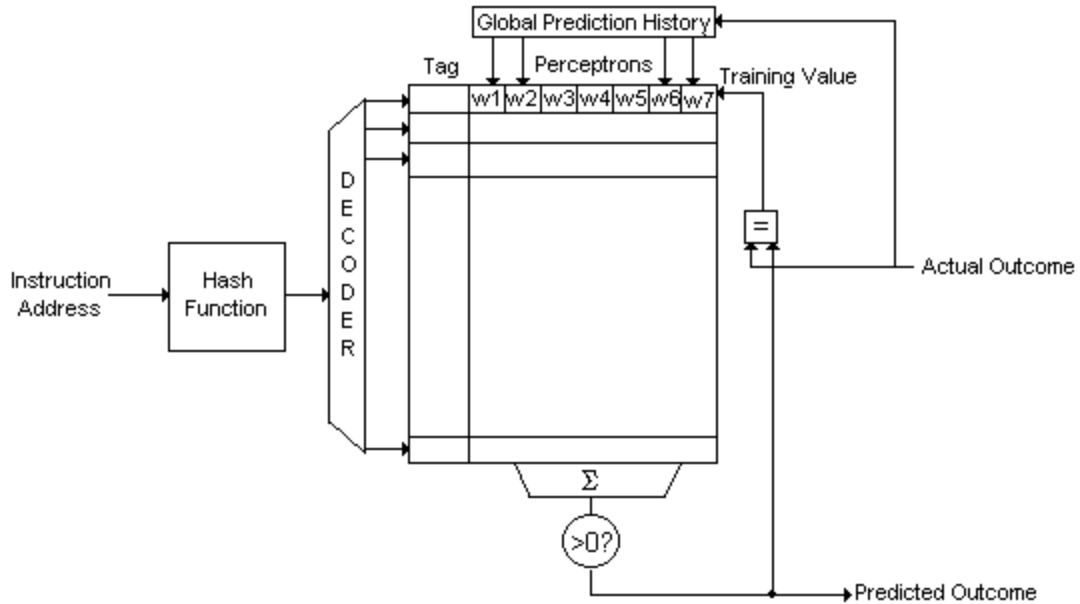 Global Prediction History
Tag
Perceptrons
Training Value
w1 w2 w3 w4 w5 w6 w7
DECODER
=
Instruction
Address
Hash
Function
Actual Outcome
Σ
>0?
Predicted Outcome